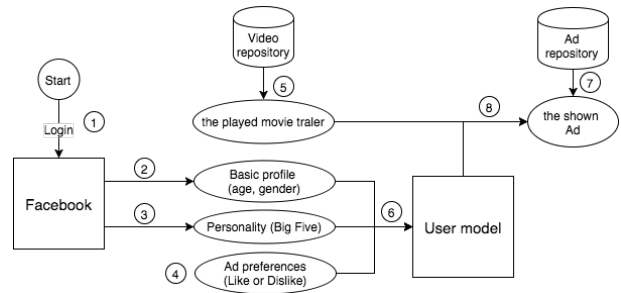 Start
Login
1
Facebook
2
3
4
Video
repository
5
the played movie traler
Basic profile
(age, gender)
Personality (Big Five)
Ad preferences
(Like or Dislike)
6
User model
Ad
repository
7
8
the shown
Ad